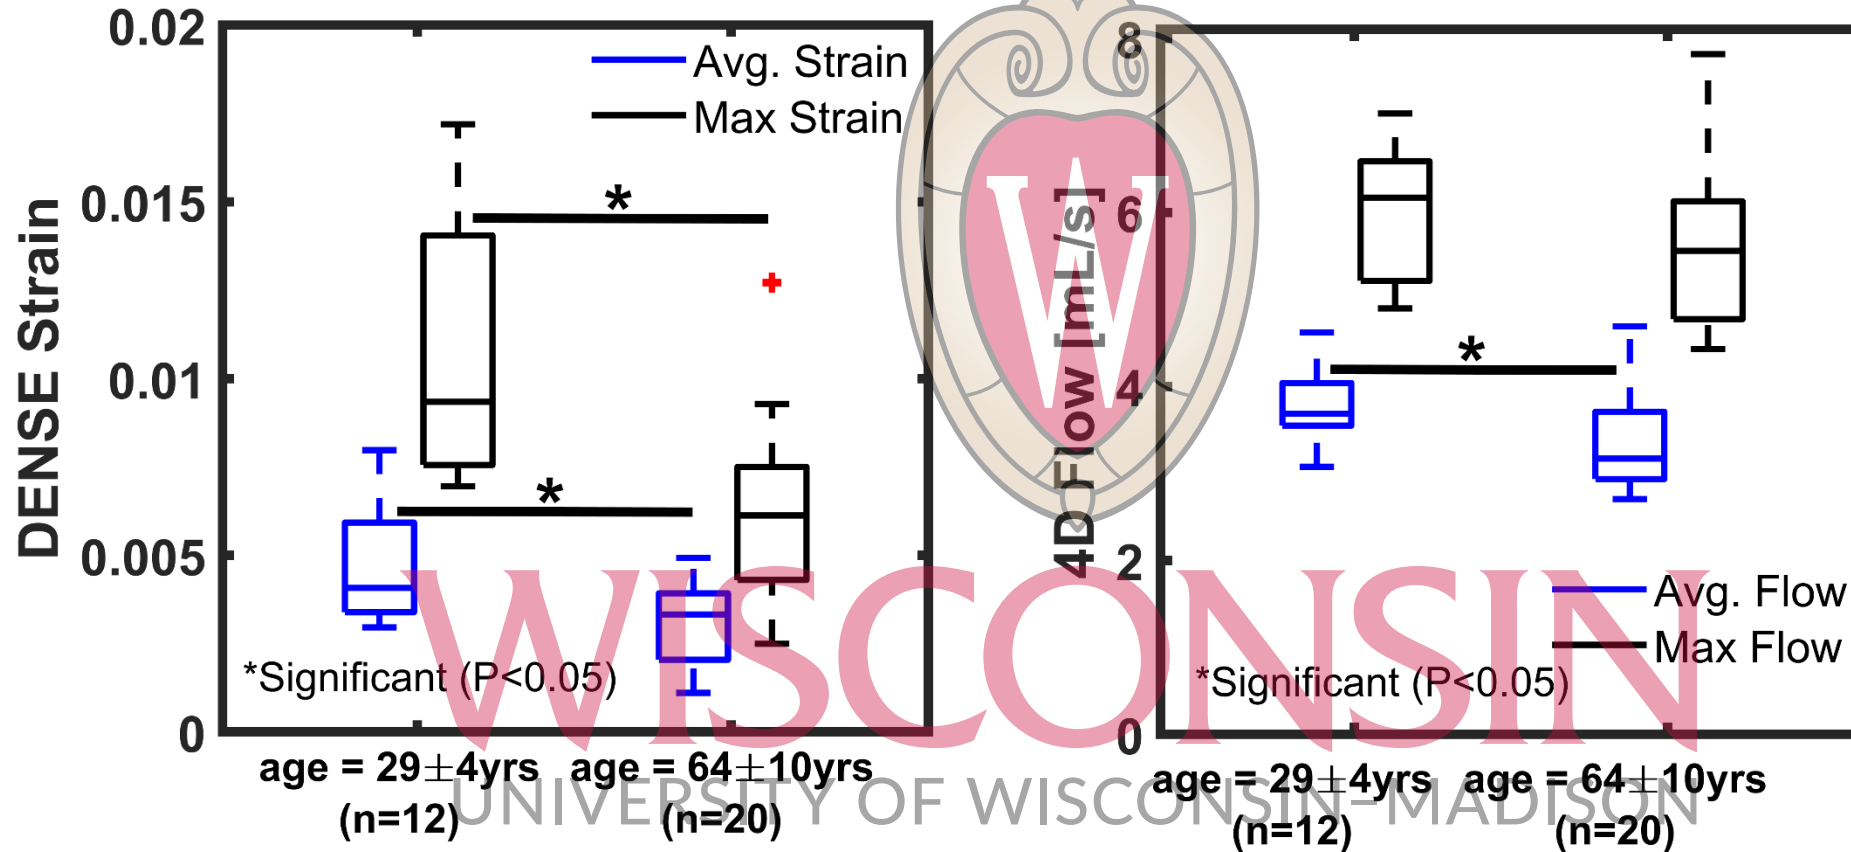 DENSE Strain
0.02
0.015
0.01
0.005
0
Avg. Strain
Max Strain
*
*
*Significant (P<0.05)
age = 29±4yrs
(n=12)
age = 64±10yrs
(n=20)
4D Flow [mL/s]
8
6
4
2
0
*
Avg. Flow
Max Flow
*Significant (P<0.05)
age = 29±4yrs
(n=12)
age = 64±10yrs
(n=20)
W
WISCONSIN
UNIVERSITY OF WISCONSIN-MADISON